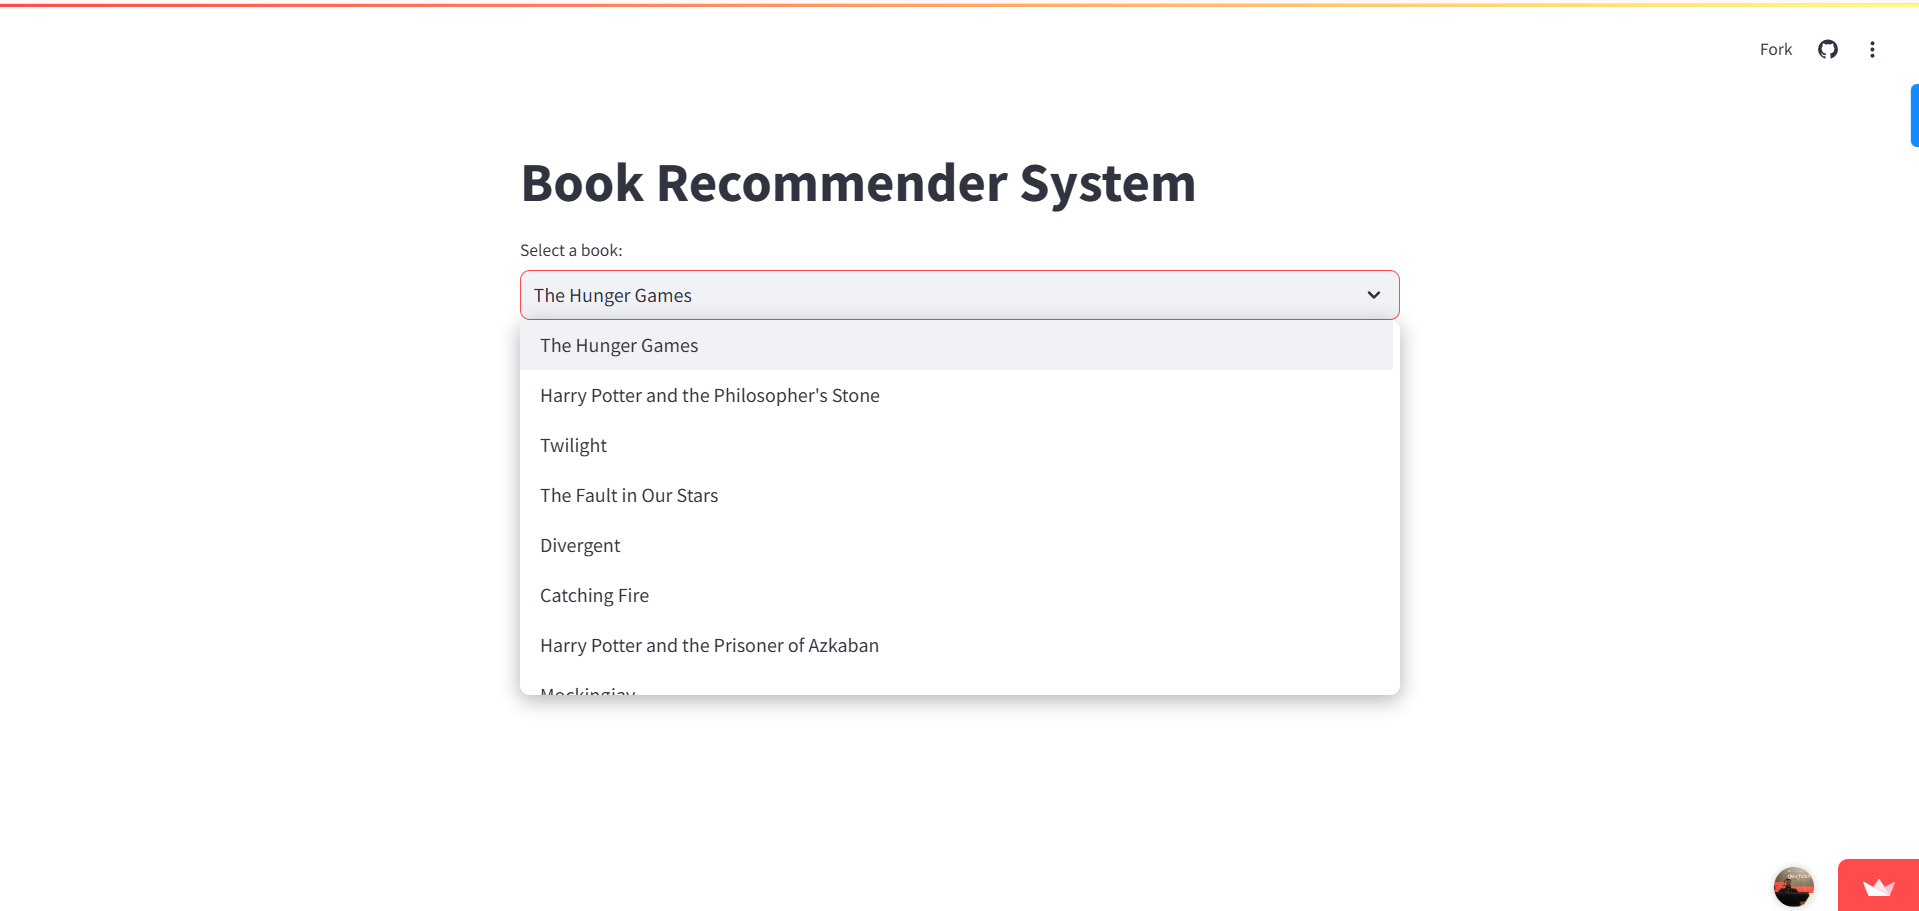 Fork
Book Recommender System
Select a book:
The Hunger Games
The Hunger Games
Harry Potter and the Philosopher's Stone
Twilight
The Fault in Our Stars
Divergent
Catching Fire
Harry Potter and the Prisoner of Azkaban
Mockingjay